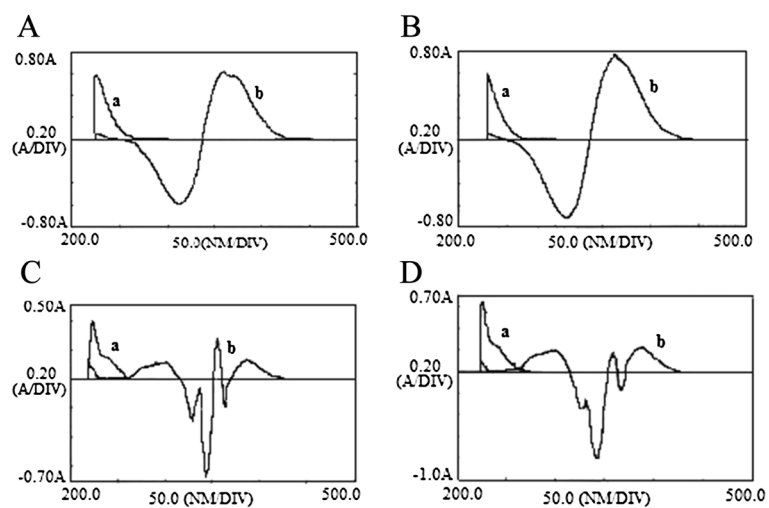 A
0.80A
a
b
0.20
(A/DIV)
-0.80A
200.0
50.0(NM/DIV)
500.0
B
0.80A
a
b
0.20
(A/DIV)
-0.80
200.0
50.0 (NM/DIV)
500.0
C
0.50A
a
b
0.20
(A/DIV)
-0.70A
200.0
50.0 (NM/DIV)
500.0
D
0.70A
a
b
0.20
(A/DIV)
-1.0A
200.0
50.0 (NM/DIV)
500.0